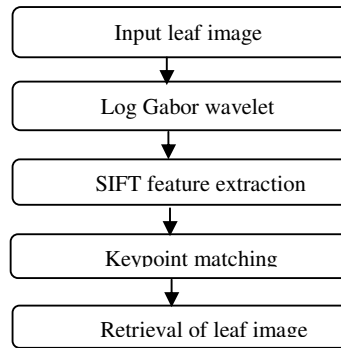 Input leaf image
Log Gabor wavelet
SIFT feature extraction
Keypoint matching
Retrieval of leaf image